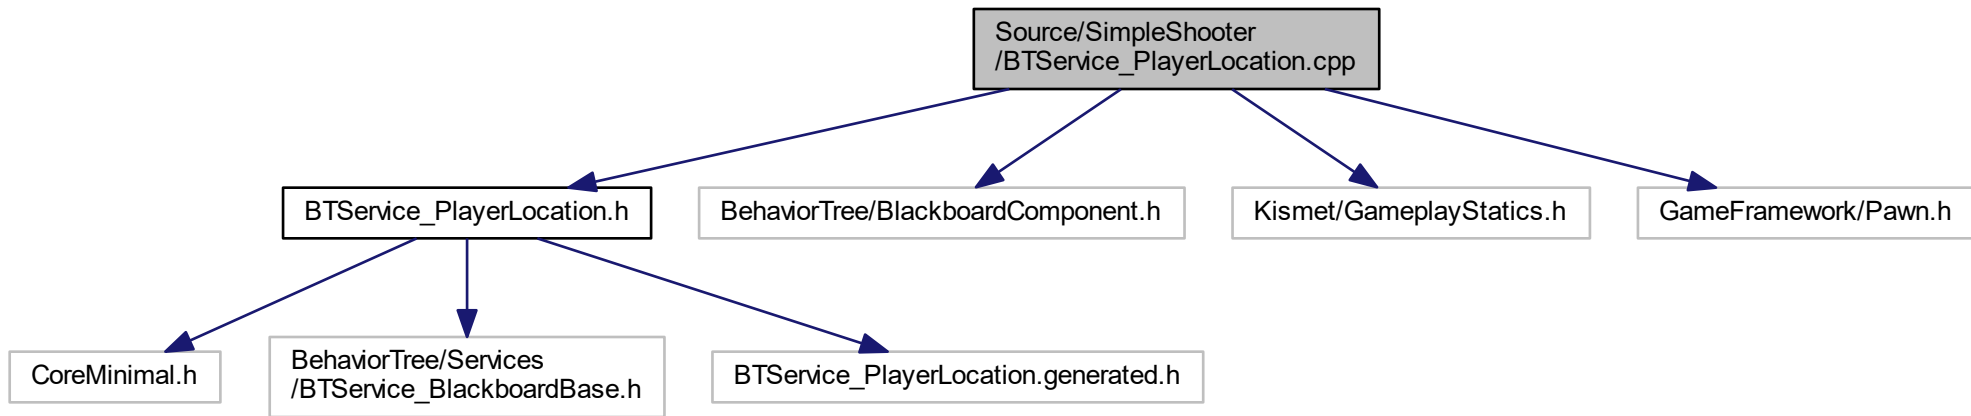 Source/SimpleShooter
/BTService_PlayerLocation.cpp
BTService_PlayerLocation.h
BehaviorTree/BlackboardComponent.h
Kismet/GameplayStatics.h
GameFramework/Pawn.h
CoreMinimal.h
BehaviorTree/Services
/BTService_BlackboardBase.h
BTService_PlayerLocation.generated.h